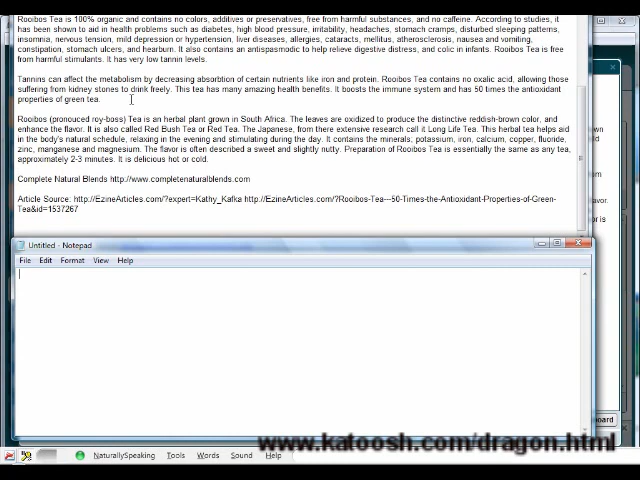 Rooibos Tea is 100% organic and contains no colors, additives or preservatives, free from harmful substances, and no caffeine. According to studies, it
has been shown to aid in health problems such as diabetes, high blood pressure, irritability, headaches, stomach cramps, disturbed sleeping patterns,
insomnia, nervous tension, mild depression or hypertension, liver diseases, allergies, cataracts, mellitus, atherosclerosis, nausea and vomiting,
constipation, stomach ulcers, and hearburn. It also contains an antispasmodic to help relieve digestive distress, and colic in infants. Rooibos Tea is free
from harmful stimulants. It has very low tannin levels.
Tannins can affect the metabolism by decreasing absorbtion of certain nutrients like iron and protein. Rooibos Tea contains no oxalic acid, allowing those
suffering from kidney stones to drink freely. This tea has many amazing health benefits. It boosts the immune system and has 50 times the antioxidant
properties of green tea.
Rooibos (pronouced roy-boss) Tea is an herbal plant grown in South Africa. The leaves are oxidized to produce the distinctive reddish-brown color, and
enhance the flavor. It is also called Red Bush Tea or Red Tea. The Japanese, from there extensive research call it Long Life Tea. This herbal tea helps aid
in the body's natural schedule, relaxing in the evening and stimulating during the day. It contains the minerals; potassium, iron, calcium, copper, fluoride,
zinc, manganese and magnesium. The flavor is often described a sweet and slightly nutty. Preparation of Rooibos Tea is essentially the same as any tea,
approximately 2-3 minutes. It is delicious hot or cold.
Complete Natural Blends http://www.completenaturalblends.com
Article Source: http://EzineArticles.com/?expert=Kathy_Kafka http://EzineArticles.com/?Rooibos-Tea---50-Times-the-Antioxidant-Properties-of-Green-
Tea&id=1537267
Untitled - Notepad
File Edit Format View Help
www.katoosh.com/dragon.html
NaturallySpeaking Tools Words Sound Help